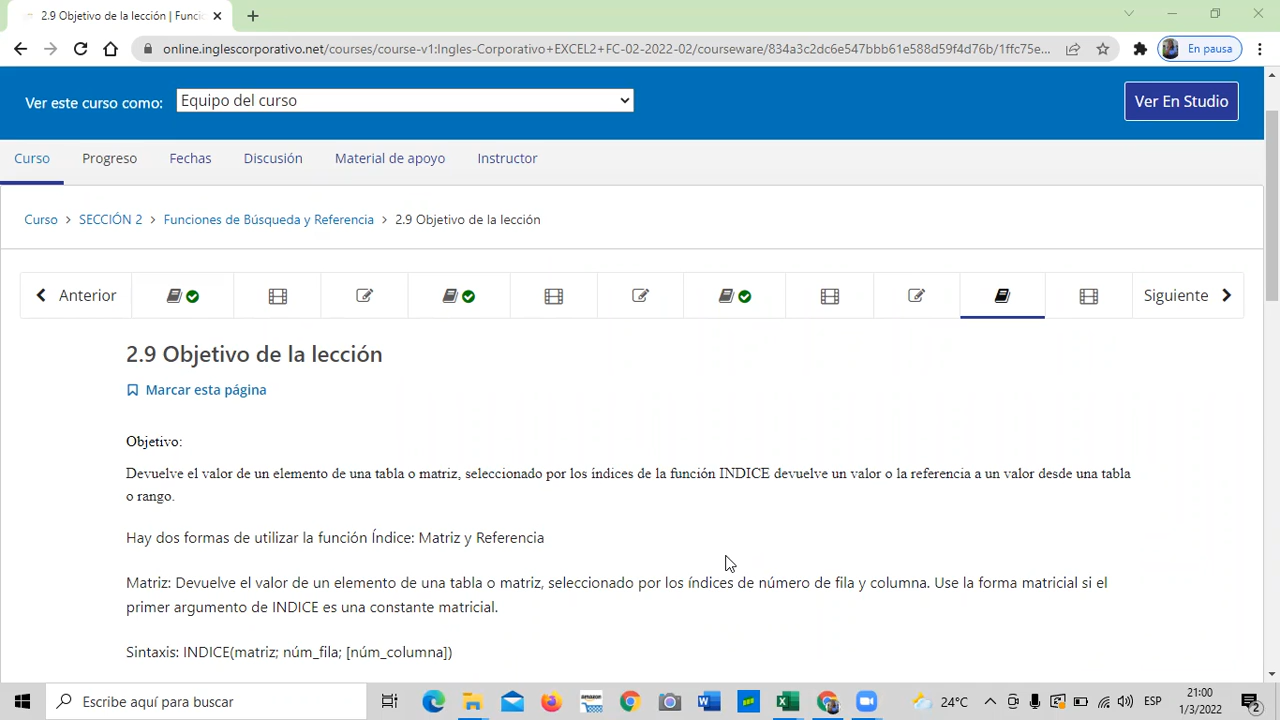 2.9 Objetivo de la lección | Funci
online.inglescorporativo.net/courses/course-v1:Ingles-Corporativo+EXCEL2+FC-02-2022-02/courseware/834a3c2dc6e547bbb61e588d59f4d76b/1ffc75e...
En pausa
Ver este curso como:
Equipo del curso
Ver En Studio
Curso
Progreso
Fechas
Discusión
Material de apoyo
Instructor
Curso > SECCIÓN 2 > Funciones de Búsqueda y Referencia > 2.9 Objetivo de la lección
Anterior
Siguiente
2.9 Objetivo de la lección
Marcar esta página
Objetivo:
Devuelve el valor de un elemento de una tabla o matriz, seleccionado por los índices de la función INDICE devuelve un valor o la referencia a un valor desde una tabla
o rango.
Hay dos formas de utilizar la función Índice: Matriz y Referencia
Matriz: Devuelve el valor de un elemento de una tabla o matriz, seleccionado por los índices de número de fila y columna. Use la forma matricial si el
primer argumento de INDICE es una constante matricial.
Sintaxis: INDICE(matriz; núm_fila; [núm_columna])
Escribe aquí para buscar
amazon
24°C
ESP
21:00
1/3/2022
2